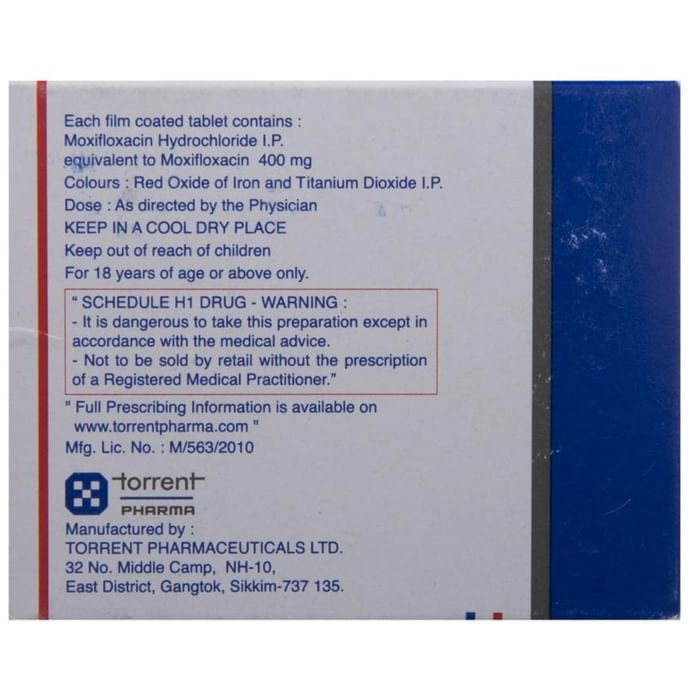 Each film coated tablet contains :
Moxifloxacin Hydrochloride I.P.
equivalent to Moxifloxacin 400 mg
Colours : Red Oxide of Iron and Titanium Dioxide I.P.
Dose : As directed by the Physician
KEEP IN A COOL DRY PLACE
Keep out of reach of children
For 18 years of age or above only.
" SCHEDULE H1 DRUG - WARNING :
- It is dangerous to take this preparation except in
accordance with the medical advice.
- Not to be sold by retail without the prescription
of a Registered Medical Practitioner."
" Full Prescribing Information is available on
www.torrentpharma.com "
Mfg. Lic. No. : M/563/2010
torrent
PHARMA
Manufactured by :
TORRENT PHARMACEUTICALS LTD.
32 No. Middle Camp, NH-10,
East District, Gangtok, Sikkim-737 135.